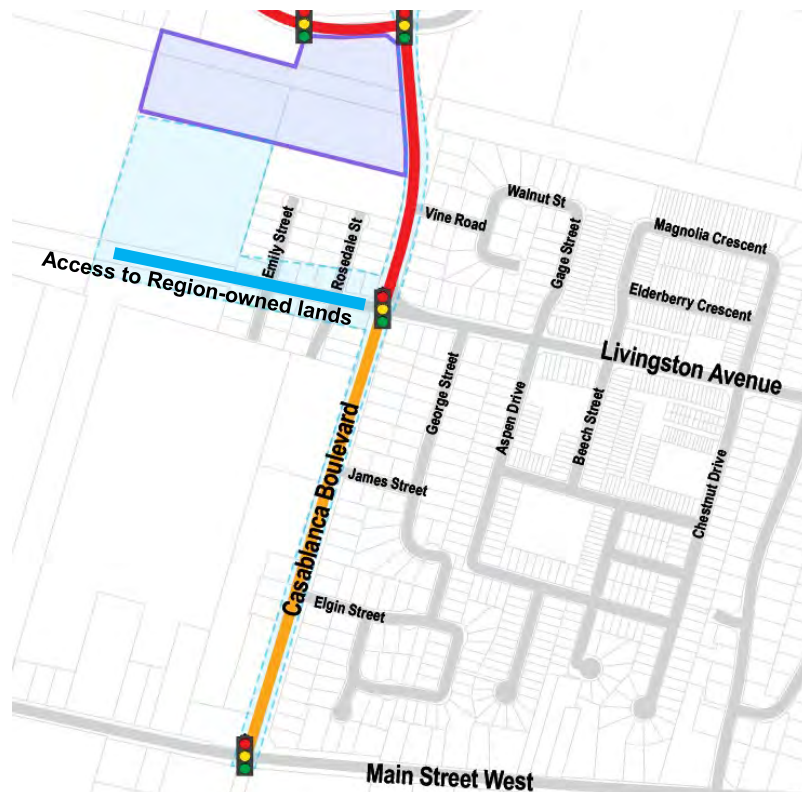 Walnut St
Vine Road
Gage Street
Magnolia Crescent
Emily Street
Rosedale St
Access to Region-owned lands
Elderberry Crescent
Livingston Avenue
George Street
Aspen Drive
Beech Street
Casablanca Boulevard
James Street
Chestnut Drive
Elgin Street
Main Street West